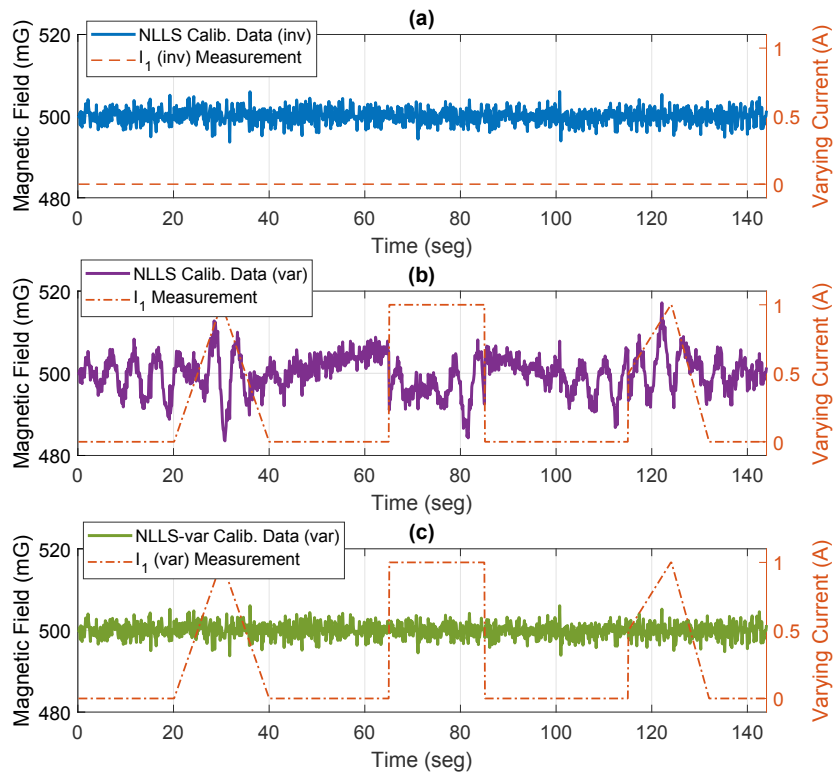 (a)
NLLS Calib. Data (inv)
I1 (inv) Measurement
Magnetic Field (mG)
520
500
480
1
0.5
0
Varying Current (A)
0 20 40 60 80 100 120 140
Time (seg)
(b)
NLLS Calib. Data (var)
I1 Measurement
Magnetic Field (mG)
520
500
480
1
0.5
0
Varying Current (A)
0 20 40 60 80 100 120 140
Time (seg)
(c)
NLLS-var Calib. Data (var)
I1 (var) Measurement
Magnetic Field (mG)
520
500
480
1
0.5
0
Varying Current (A)
0 20 40 60 80 100 120 140
Time (seg)